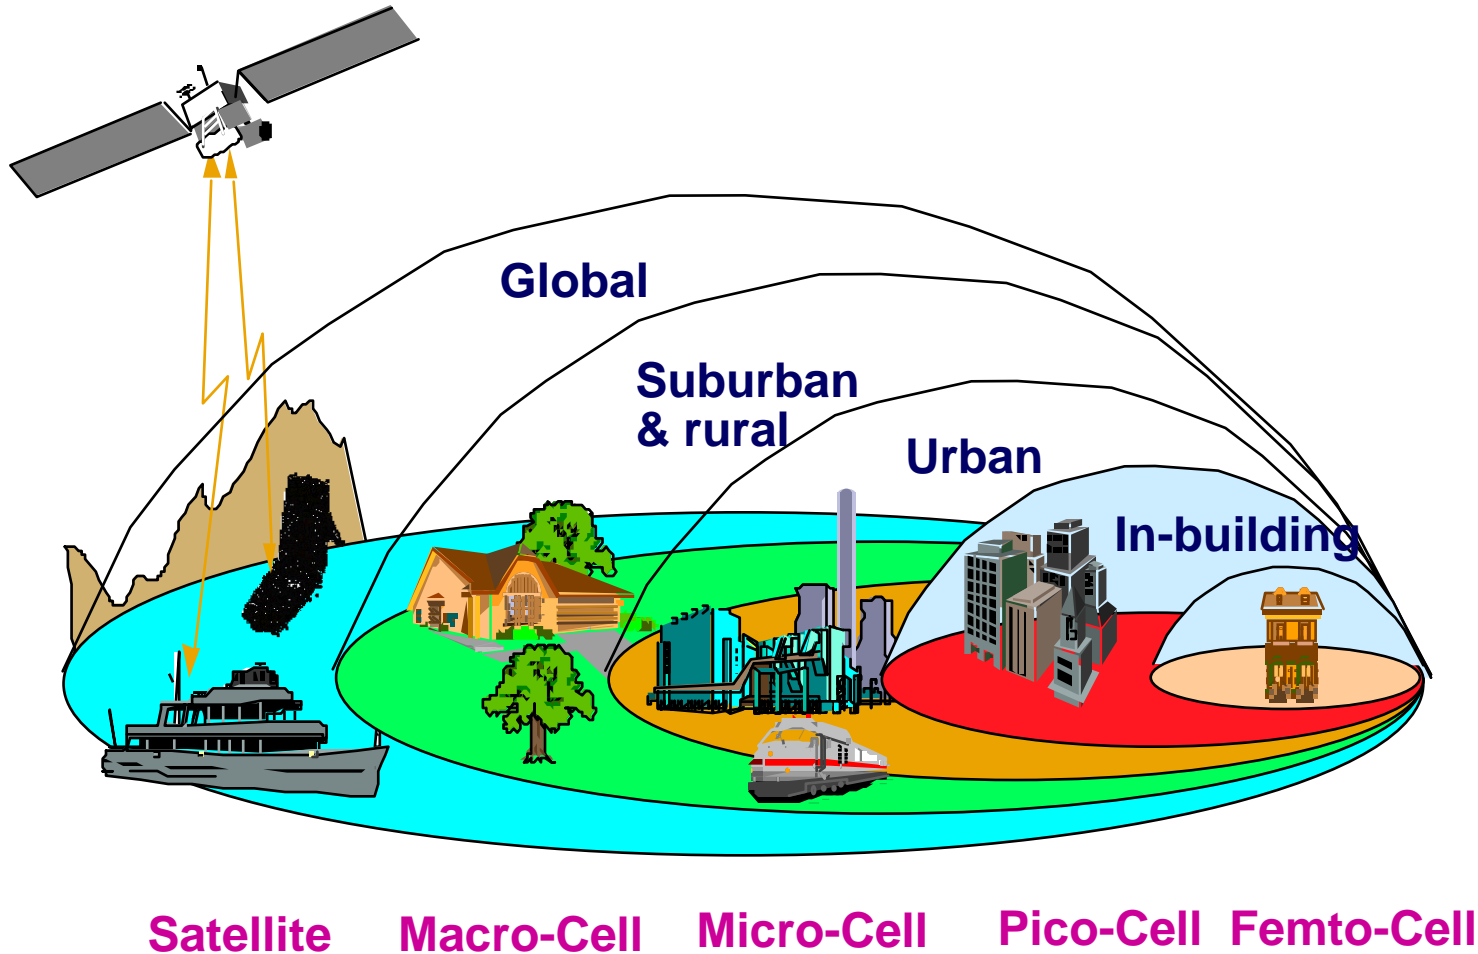 Global
Suburban
& rural
Urban
In-building
Satellite
Macro-Cell
Micro-Cell
Pico-Cell
Femto-Cell